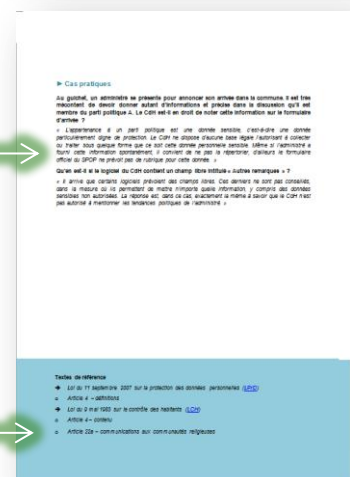 ► Cas pratiques
Au guichet, un administré se présente pour annoncer son arrivée dans la commune. Il est très
mécontent de devoir donner autant d'informations et précise dans la discussion qu'il est
membre du parti politique A. Le CdH est-il en droit de noter cette information sur le formulaire
d'arrivée ?
« L'appartenance à un parti politique est une donnée sensible, c'est-à-dire une donnée
particulièrement digne de protection. Le CdH ne dispose d'aucune base légale l'autorisant à collecter
ou traiter sous quelque forme que ce soit cette donnée personnelle sensible. Même si l'administré a
fourni cette information spontanément, il convient de ne pas la répertorier, d'ailleurs le formulaire
officiel du SPOP ne prévoit pas de rubrique pour cette donnée. »
Qu'en est-il si le logiciel du CdH contient un champ libre intitulé « Autres remarques » ?
« Il arrive que certains logiciels prévoient des champs libres. Ces derniers ne sont pas conseillés,
dans la mesure où ils permettent de mettre n'importe quelle information, y compris des données
sensibles non autorisées. La réponse est, dans ce cas, exactement la même à savoir que le CdH n'est
pas autorisé à mentionner les tendances politiques de l'administré. »
Textes de référence
➔ Loi du 11 septembre 2007 sur la protection des données personnelles (LPrD)
o Article 4 – définitions
➔ Loi du 9 mai 1983 sur le contrôle des habitants (LCH)
o Article 4 – contenu
o Article 22a – communications aux communautés religieuses